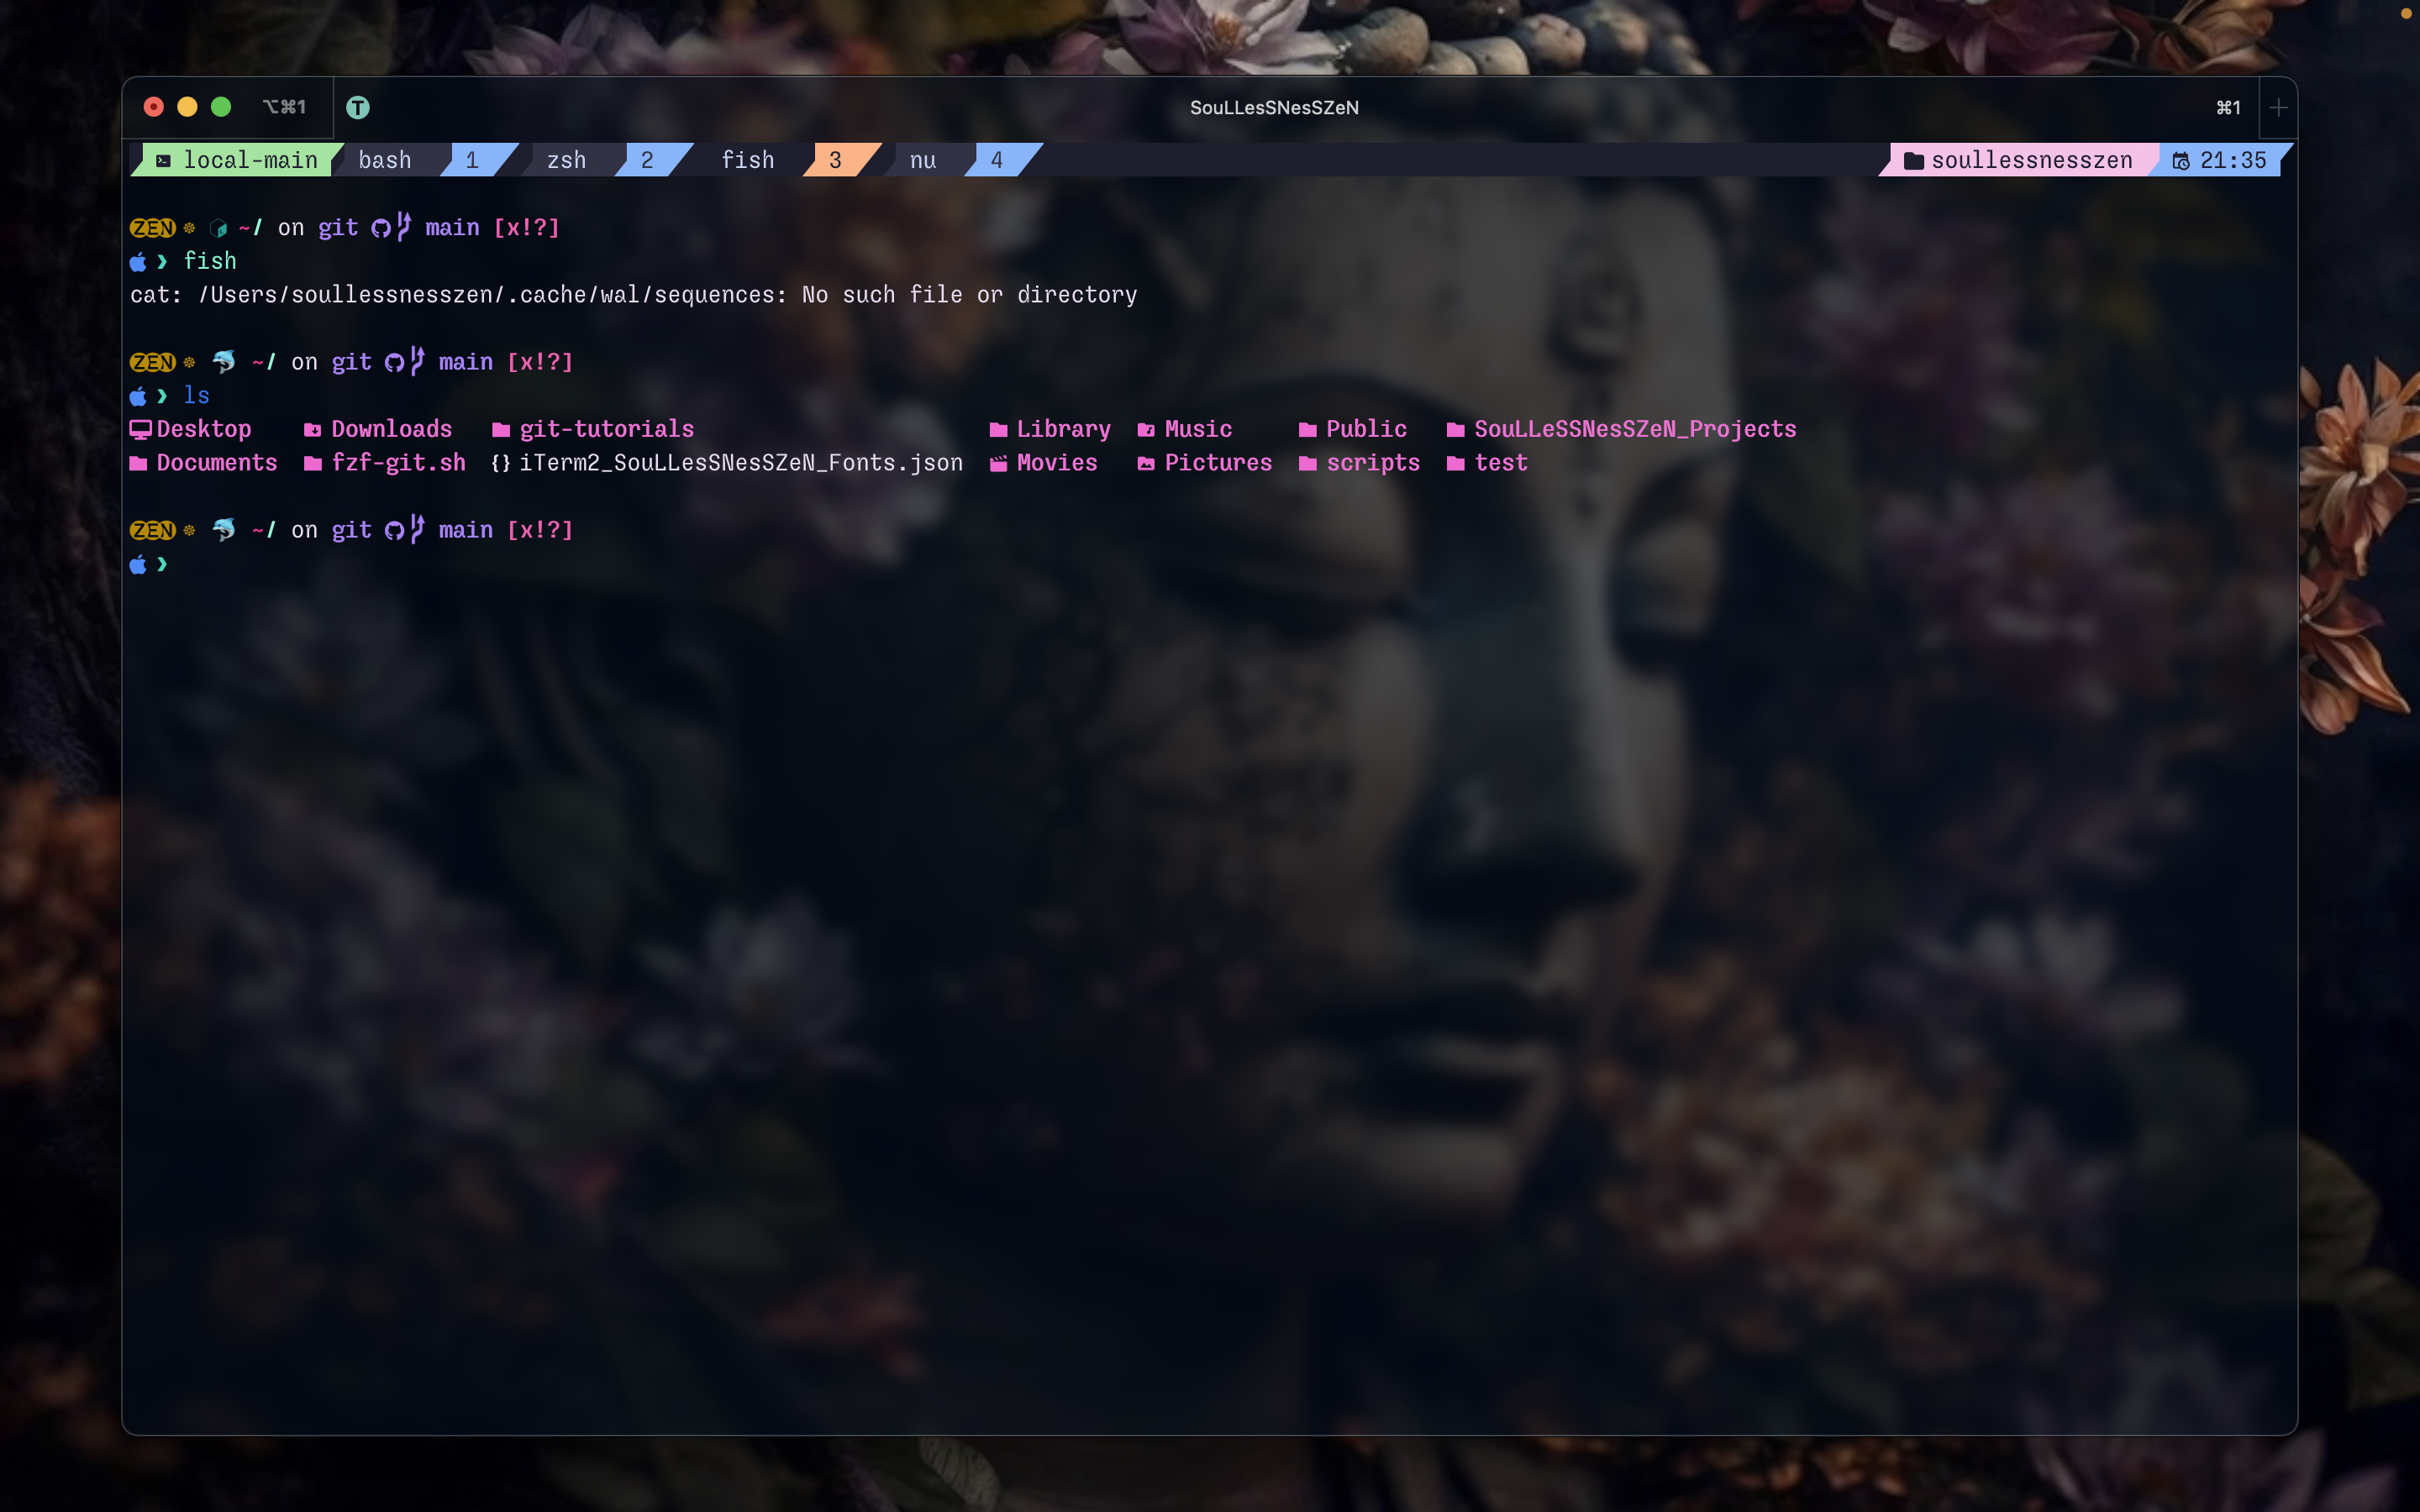 ⌥⌘1 T SouLLesSNesSZeN ⌘1
local-main bash 1 zsh 2 fish 3 nu 4 soullessnesszen 21:35
ZEN ~/ on git main [x!?]
❯ fish
cat: /Users/soullessnesszen/.cache/wal/sequences: No such file or directory
ZEN ~/ on git main [x!?]
❯ ls
Desktop Downloads git-tutorials Library Music Public SouLLeSSNesSZeN_Projects
Documents fzf-git.sh {} iTerm2_SouLLesSNesSZeN_Fonts.json Movies Pictures scripts test
ZEN ~/ on git main [x!?]
❯